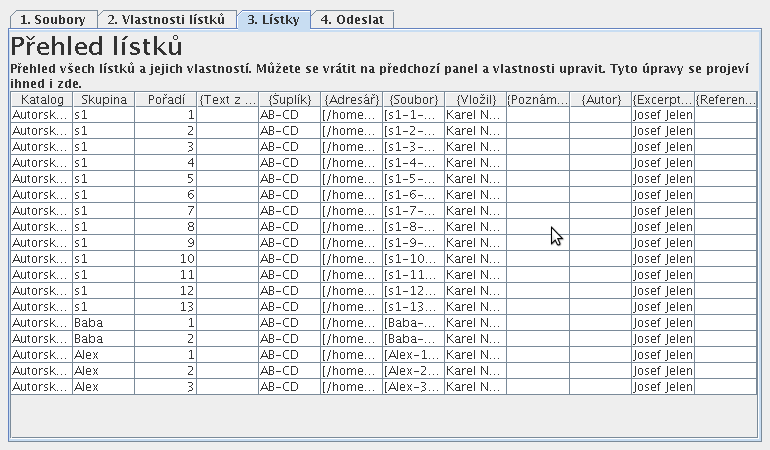 1. Soubory 2. Vlastnosti lístků 3. Lístky 4. Odeslat
Přehled lístků
Přehled všech lístků a jejich vlastností. Můžete se vrátit na předchozí panel a vlastnosti upravit. Tyto úpravy se projeví
ihned i zde.
Katalog Skupina Pořadí {Text z ... {Šuplík} {Adresář} {Soubor} {Vložil} {Poznám... {Autor} {Excerpt... {Referen...
Autorsk... s1 1 AB-CD [/home... [s1-1-... Karel N... Josef Jelen
Autorsk... s1 2 AB-CD [/home... [s1-2-... Karel N... Josef Jelen
Autorsk... s1 3 AB-CD [/home... [s1-3-... Karel N... Josef Jelen
Autorsk... s1 4 AB-CD [/home... [s1-4-... Karel N... Josef Jelen
Autorsk... s1 5 AB-CD [/home... [s1-5-... Karel N... Josef Jelen
Autorsk... s1 6 AB-CD [/home... [s1-6-... Karel N... Josef Jelen
Autorsk... s1 7 AB-CD [/home... [s1-7-... Karel N... Josef Jelen
Autorsk... s1 8 AB-CD [/home... [s1-8-... Karel N... Josef Jelen
Autorsk... s1 9 AB-CD [/home... [s1-9-... Karel N... Josef Jelen
Autorsk... s1 10 AB-CD [/home... [s1-10... Karel N... Josef Jelen
Autorsk... s1 11 AB-CD [/home... [s1-11... Karel N... Josef Jelen
Autorsk... s1 12 AB-CD [/home... [s1-12... Karel N... Josef Jelen
Autorsk... s1 13 AB-CD [/home... [s1-13... Karel N... Josef Jelen
Autorsk... Baba 1 AB-CD [/home... [Baba-... Karel N... Josef Jelen
Autorsk... Baba 2 AB-CD [/home... [Baba-... Karel N... Josef Jelen
Autorsk... Alex 1 AB-CD [/home... [Alex-1... Karel N... Josef Jelen
Autorsk... Alex 2 AB-CD [/home... [Alex-2... Karel N... Josef Jelen
Autorsk... Alex 3 AB-CD [/home... [Alex-3... Karel N... Josef Jelen